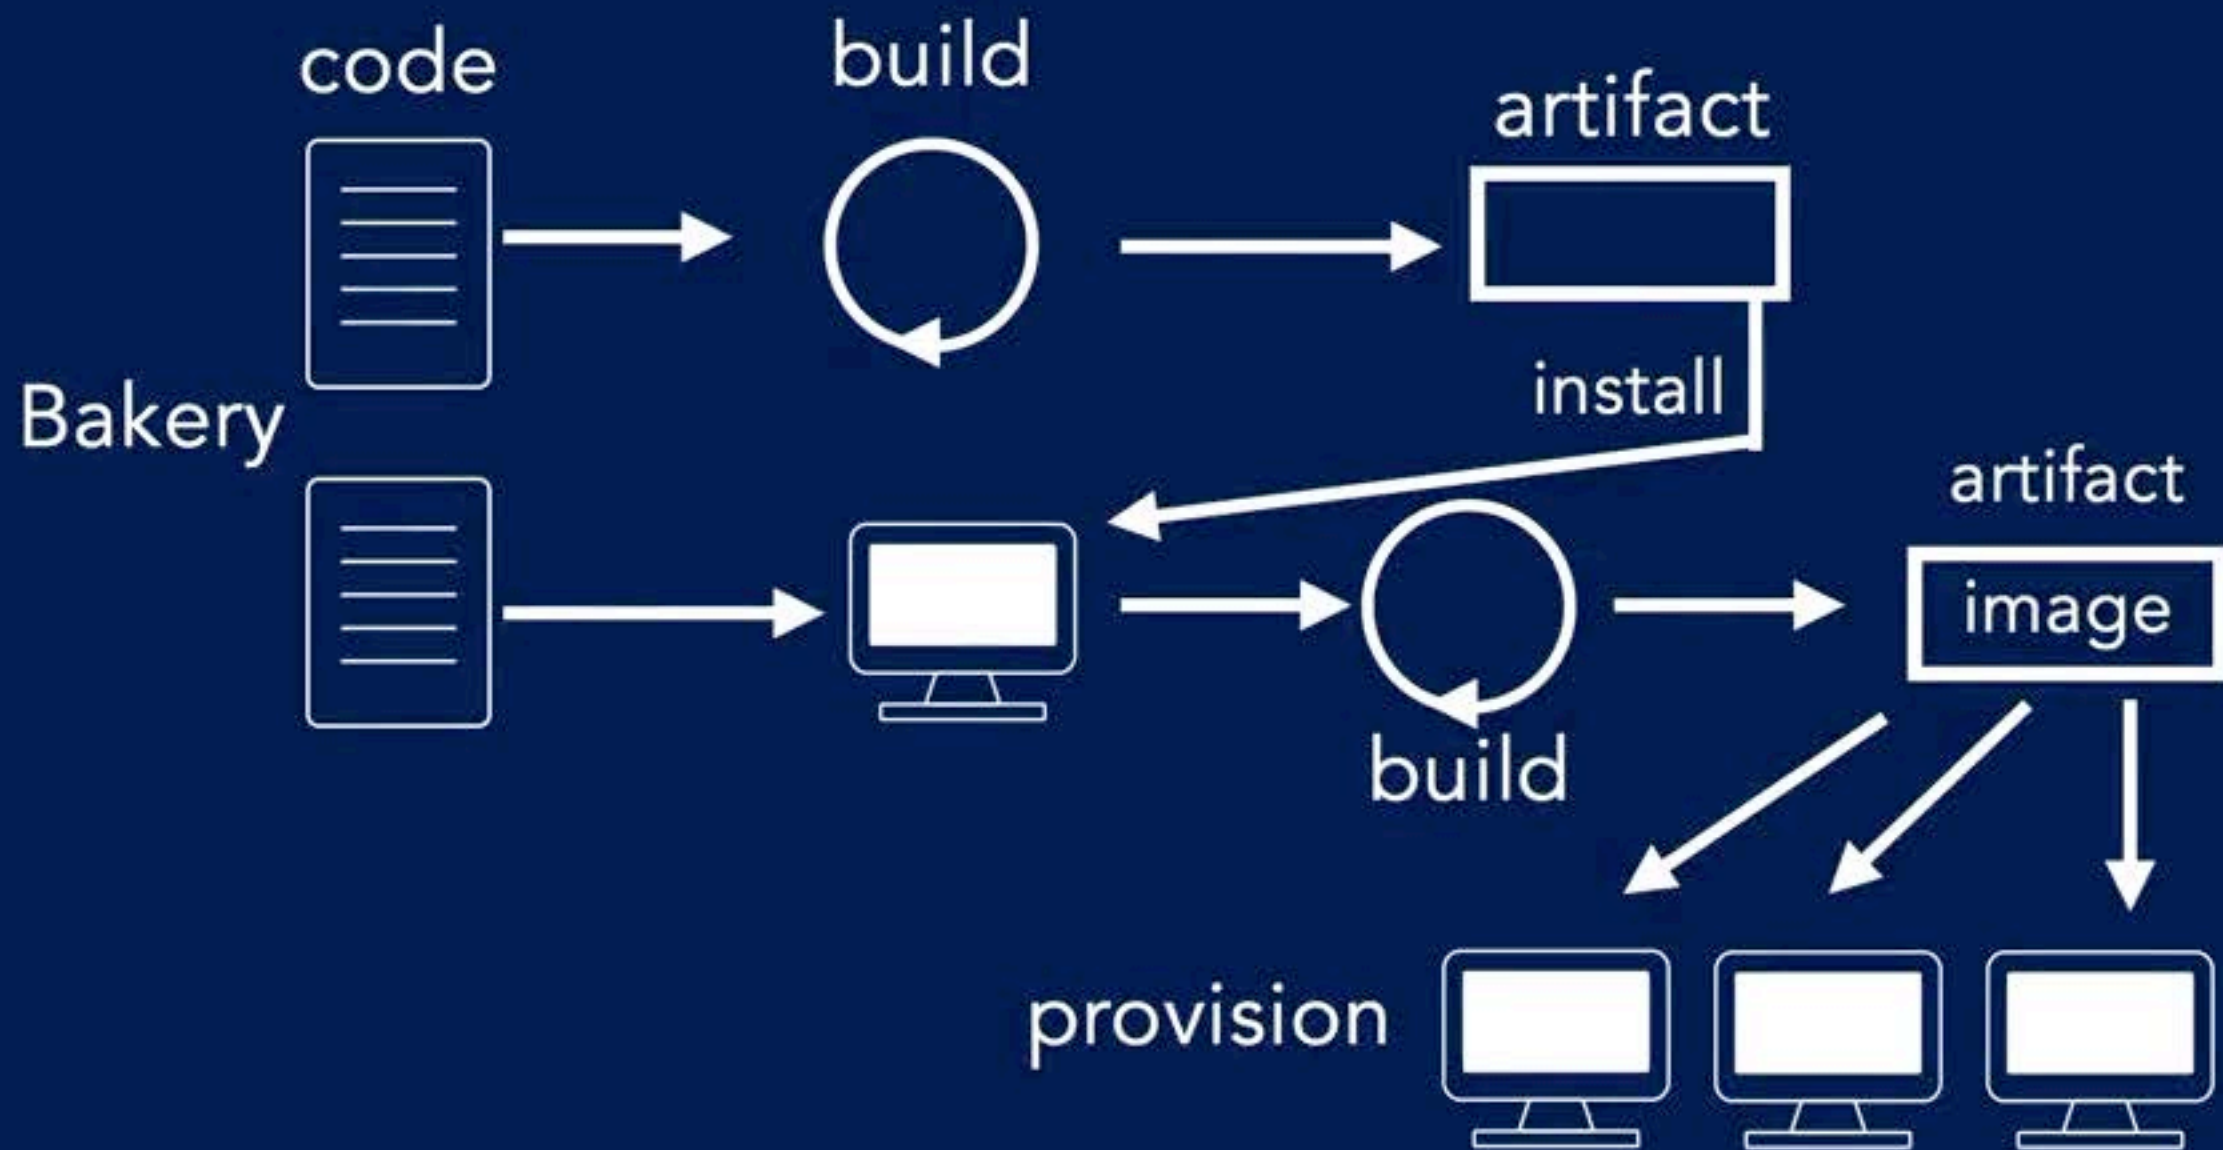 code
build
artifact
install
Bakery
artifact
image
build
provision